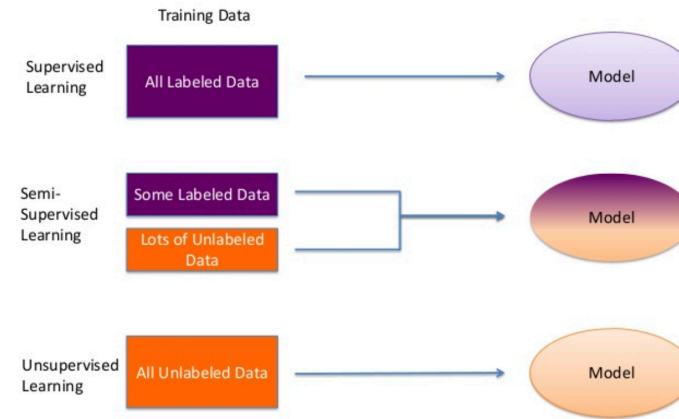 Training Data
Supervised
Learning
All Labeled Data
Model
Semi-
Supervised
Learning
Some Labeled Data
Lots of Unlabeled
Data
Model
Unsupervised
Learning
All Unlabeled Data
Model